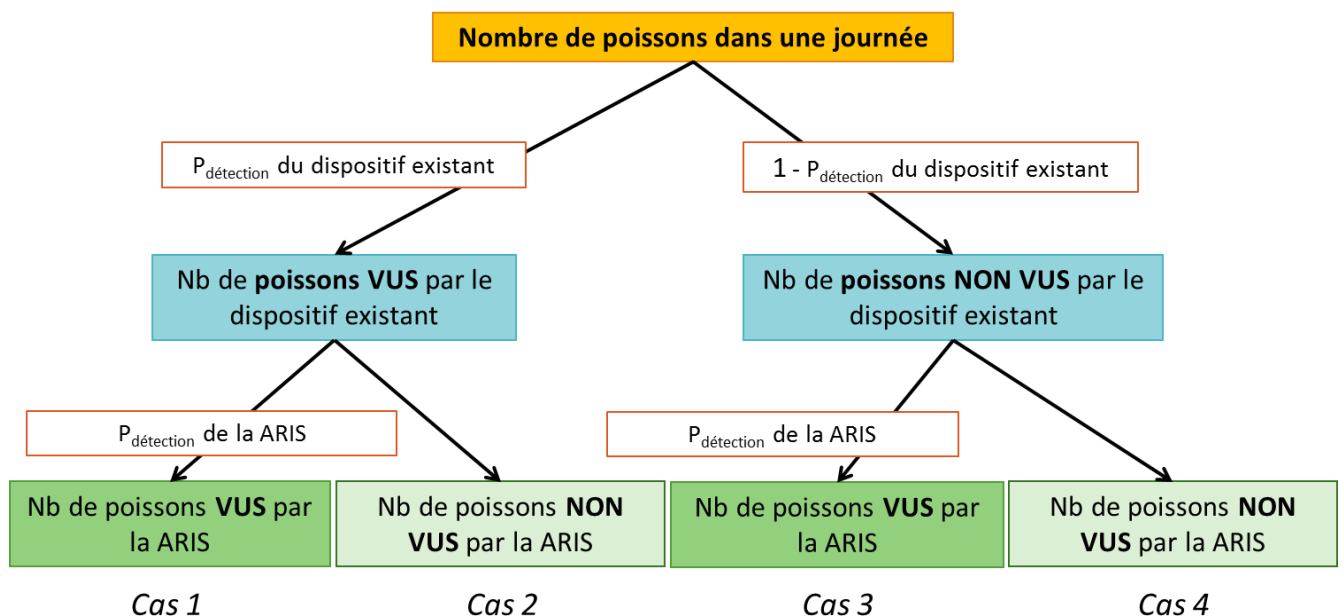 Nombre de poissons dans une journée
Pdétection du dispositif existant
1 - Pdétection du dispositif existant
Nb de poissons VUS par le
dispositif existant
Nb de poissons NON VUS par le
dispositif existant
Pdétection de la ARIS
Pdétection de la ARIS
Nb de poissons VUS par
la ARIS
Nb de poissons NON
VUS par la ARIS
Nb de poissons VUS par
la ARIS
Nb de poissons NON
VUS par la ARIS
Cas 1
Cas 2
Cas 3
Cas 4